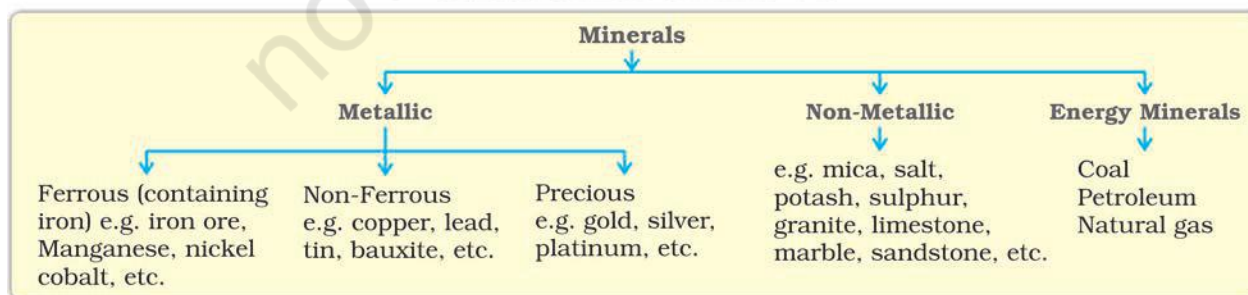 Minerals
Metallic
Non-Metallic
Energy Minerals
Ferrous (containing
iron) e.g. iron ore,
Manganese, nickel
cobalt, etc.
Non-Ferrous
e.g. copper, lead,
tin, bauxite, etc.
Precious
e.g. gold, silver,
platinum, etc.
e.g. mica, salt,
potash, sulphur,
granite, limestone,
marble, sandstone, etc.
Coal
Petroleum
Natural gas
no